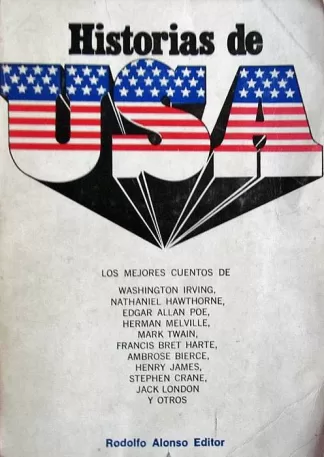 Historias de
USA
LOS MEJORES CUENTOS DE
WASHINGTON IRVING,
NATHANIEL HAWTHORNE,
EDGAR ALLAN POE,
HERMAN MELVILLE,
MARK TWAIN,
FRANCIS BRET HARTE,
AMBROSE BIERCE,
HENRY JAMES,
STEPHEN CRANE,
JACK LONDON
Y OTROS
Rodolfo Alonso Editor